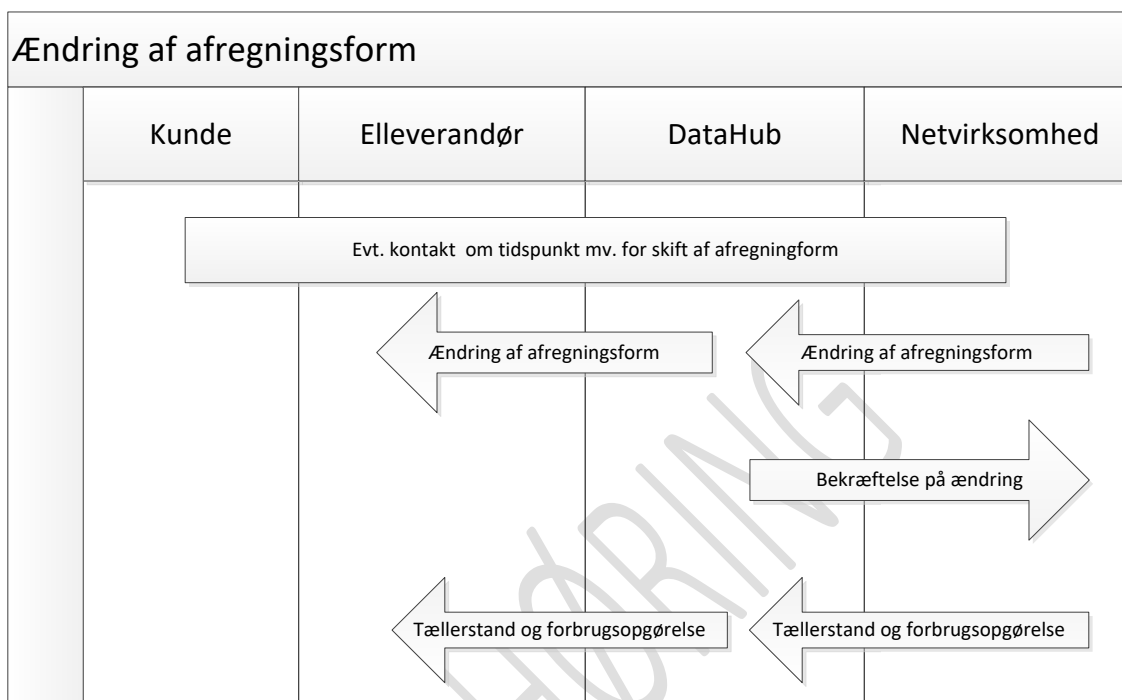 Ændring af afregningsform
Kunde
Elleverandør
DataHub
Netvirksomhed
Evt. kontakt om tidspunkt mv. for skift af afregningform
Ændring af afregningsform
Ændring af afregningsform
Bekræftelse på ændring
Tællerstand og forbrugsopgørelse
Tællerstand og forbrugsopgørelse
HØRING